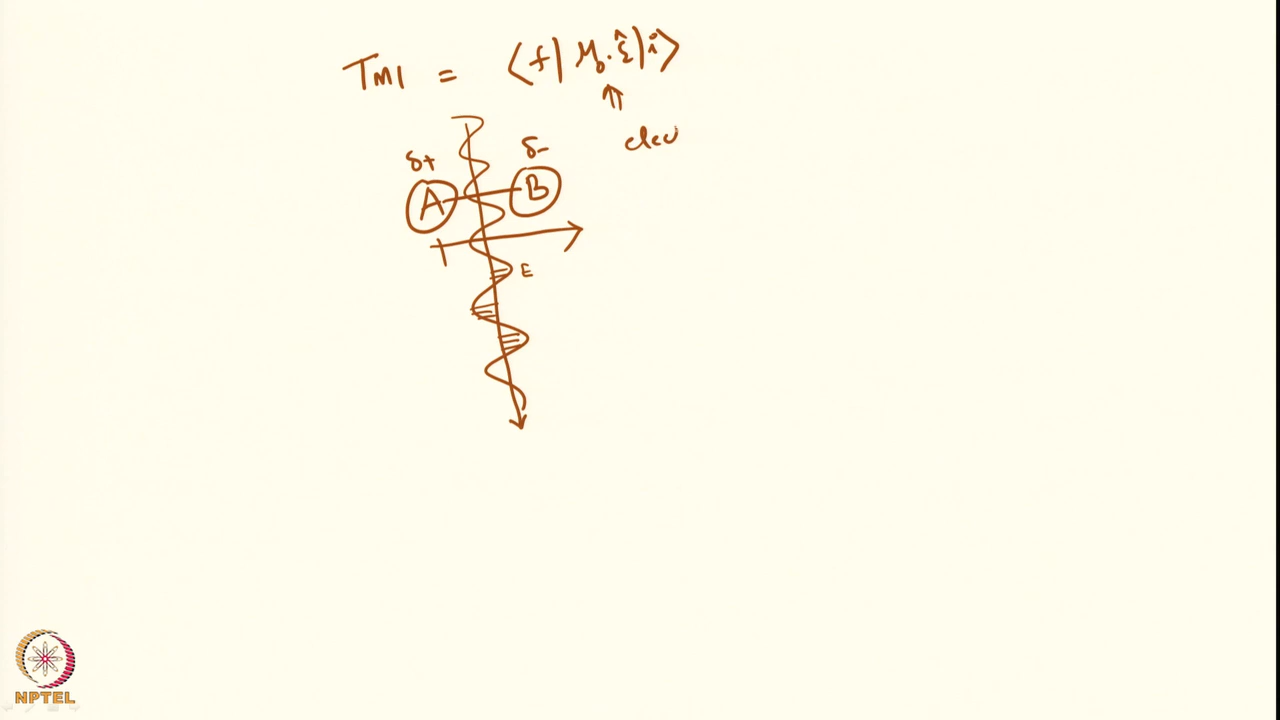 TMI = ⟨f| μ₀.ε̂ |i⟩
elec
δ+ δ-
A B
E
NPTEL